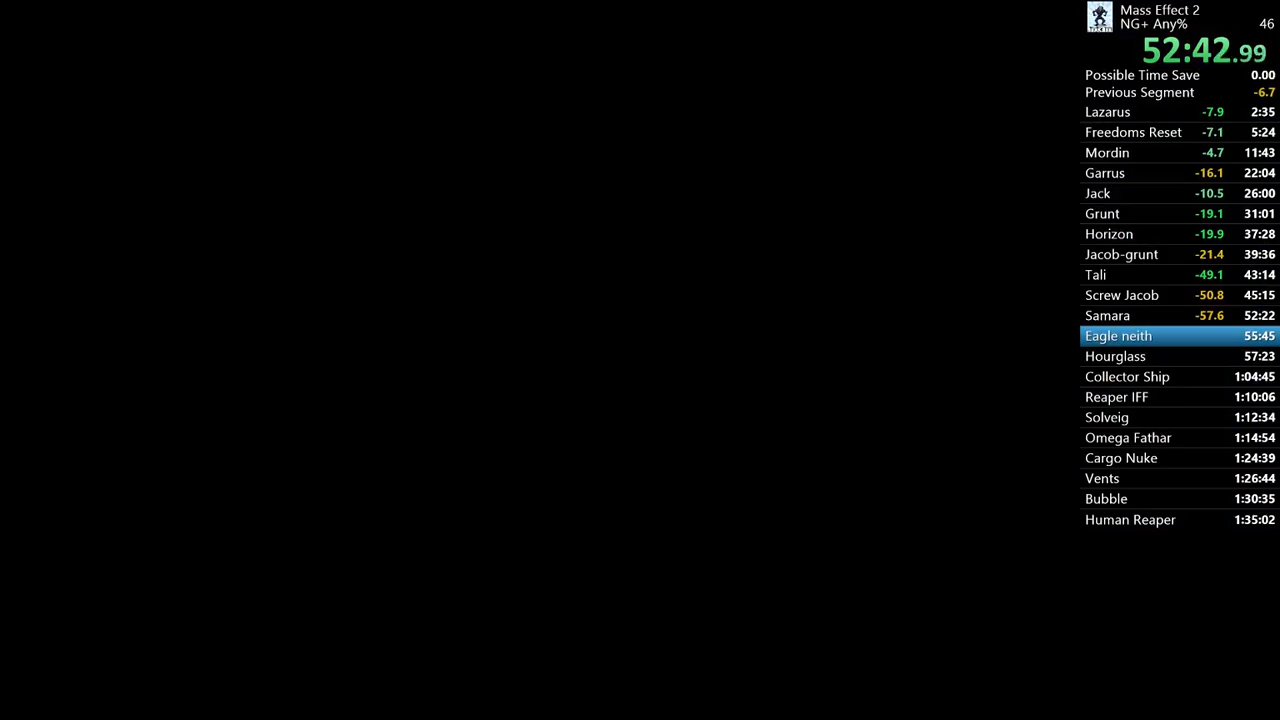 Mass Effect 2
NG+ Any% 46
52:42.99
Possible Time Save 0.00
Previous Segment -6.7
Lazarus -7.9 2:35
Freedoms Reset -7.1 5:24
Mordin -4.7 11:43
Garrus -16.1 22:04
Jack -10.5 26:00
Grunt -19.1 31:01
Horizon -19.9 37:28
Jacob-grunt -21.4 39:36
Tali -49.1 43:14
Screw Jacob -50.8 45:15
Samara -57.6 52:22
Eagle neith 55:45
Hourglass 57:23
Collector Ship 1:04:45
Reaper IFF 1:10:06
Solveig 1:12:34
Omega Fathar 1:14:54
Cargo Nuke 1:24:39
Vents 1:26:44
Bubble 1:30:35
Human Reaper 1:35:02